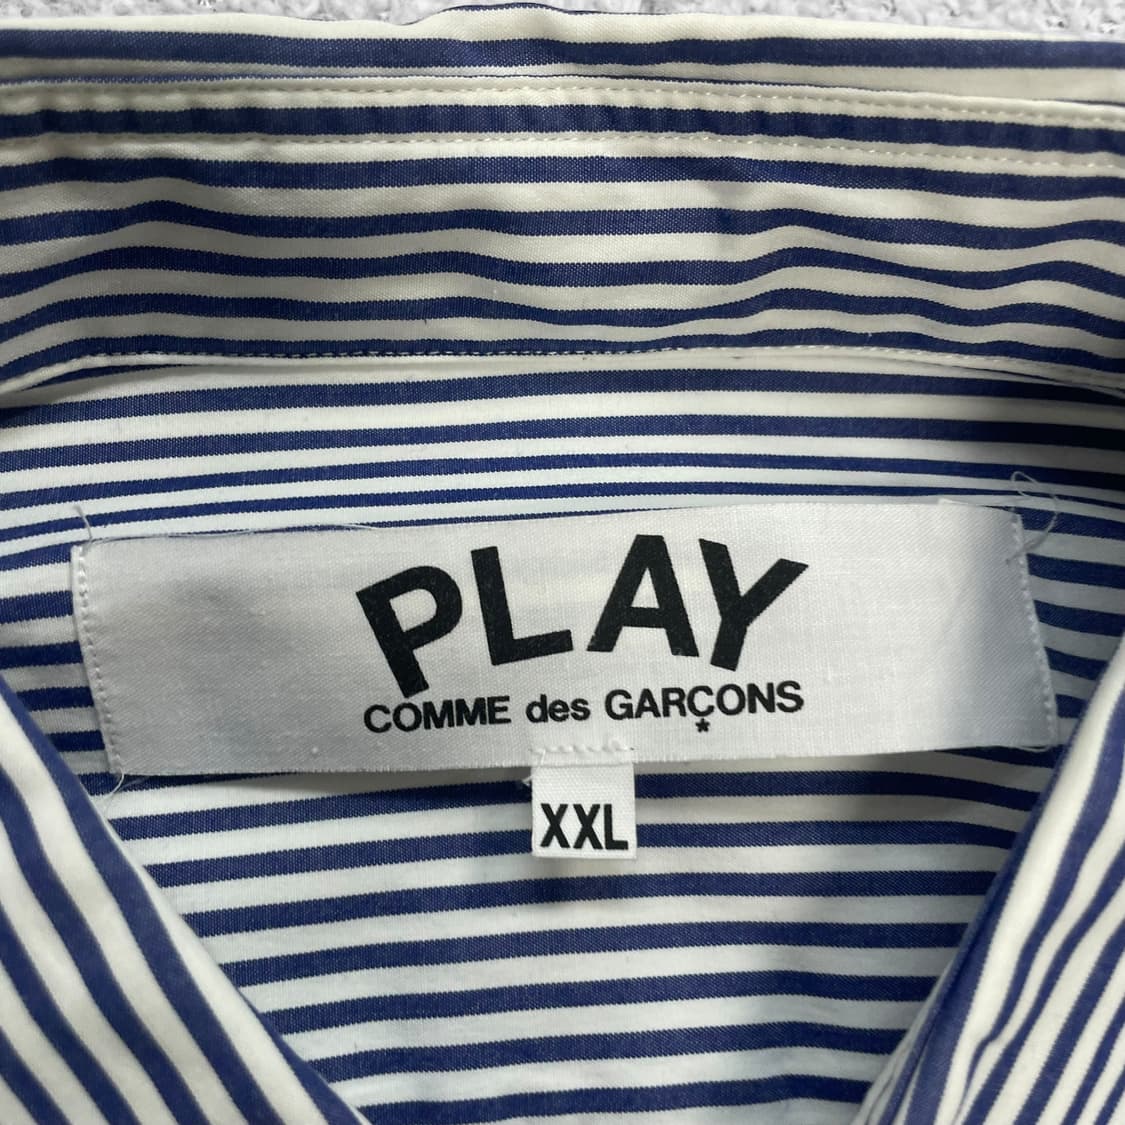 PLAY
COMME des GARÇONS
*
XXL